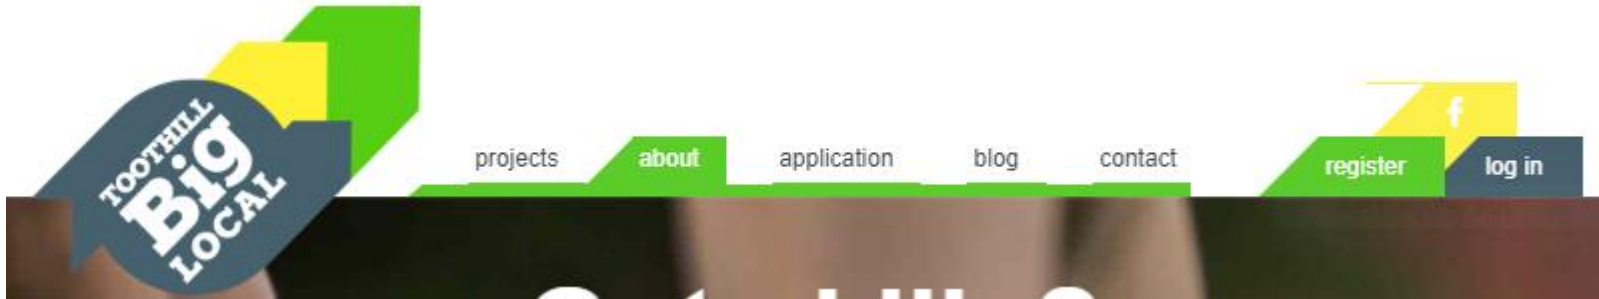 TOOTHILL
Big
LOCAL
projects about application blog contact
f
register log in